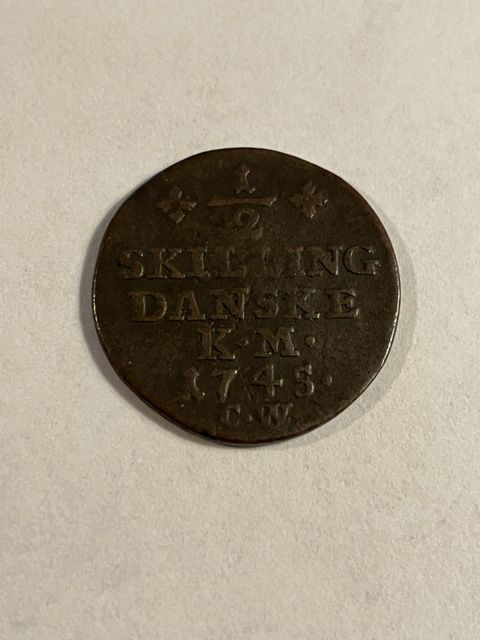 1/2
SKILLING
DANSKE
K·M·
1745·
C·W·